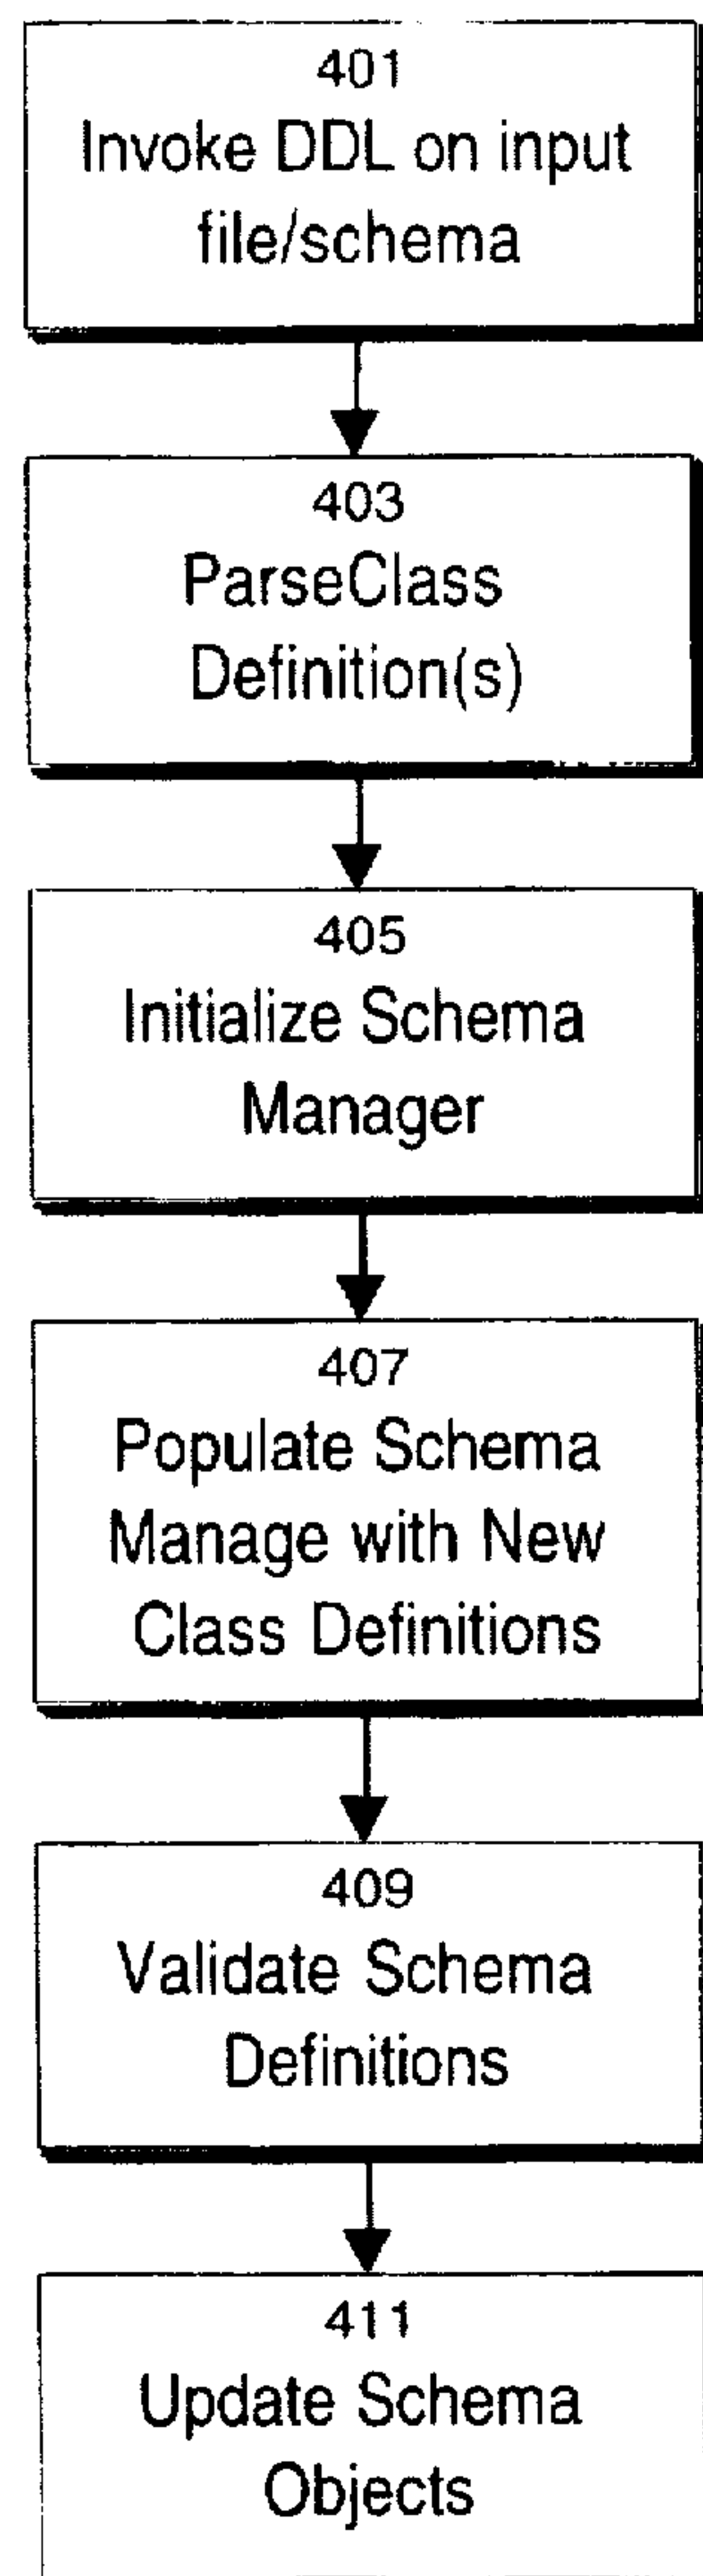 401
Invoke DDL on input
file/schema
403
ParseClass
Definition(s)
405
Initialize Schema
Manager
407
Populate Schema
Manage with New
Class Definitions
409
Validate Schema
Definitions
411
Update Schema
Objects